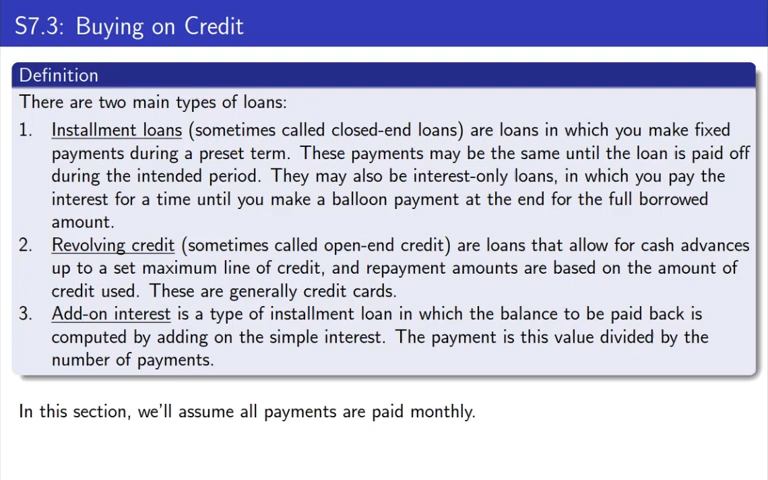 S7.3: Buying on Credit
Definition
There are two main types of loans:
1. Installment loans (sometimes called closed-end loans) are loans in which you make fixed
payments during a preset term. These payments may be the same until the loan is paid off
during the intended period. They may also be interest-only loans, in which you pay the
interest for a time until you make a balloon payment at the end for the full borrowed
amount.
2. Revolving credit (sometimes called open-end credit) are loans that allow for cash advances
up to a set maximum line of credit, and repayment amounts are based on the amount of
credit used. These are generally credit cards.
3. Add-on interest is a type of installment loan in which the balance to be paid back is
computed by adding on the simple interest. The payment is this value divided by the
number of payments.
In this section, we'll assume all payments are paid monthly.